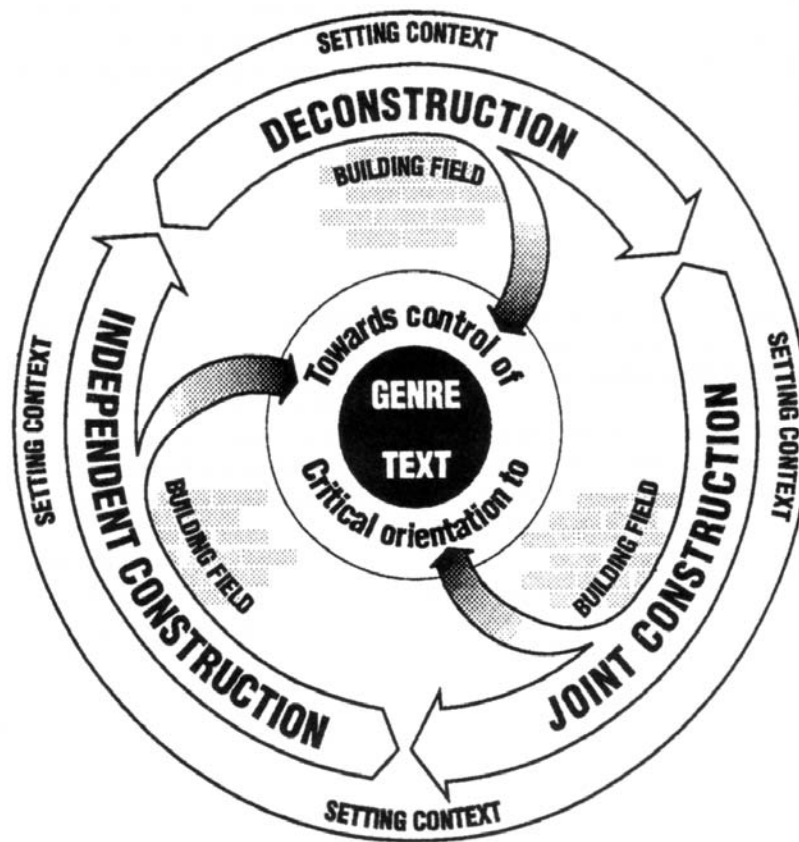 SETTING CONTEXT
DECONSTRUCTION
BUILDING FIELD
Towards control of
GENRE
TEXT
Critical orientation to
INDEPENDENT CONSTRUCTION
BUILDING FIELD
SETTING CONTEXT
JOINT CONSTRUCTION
BUILDING FIELD
SETTING CONTEXT
SETTING CONTEXT